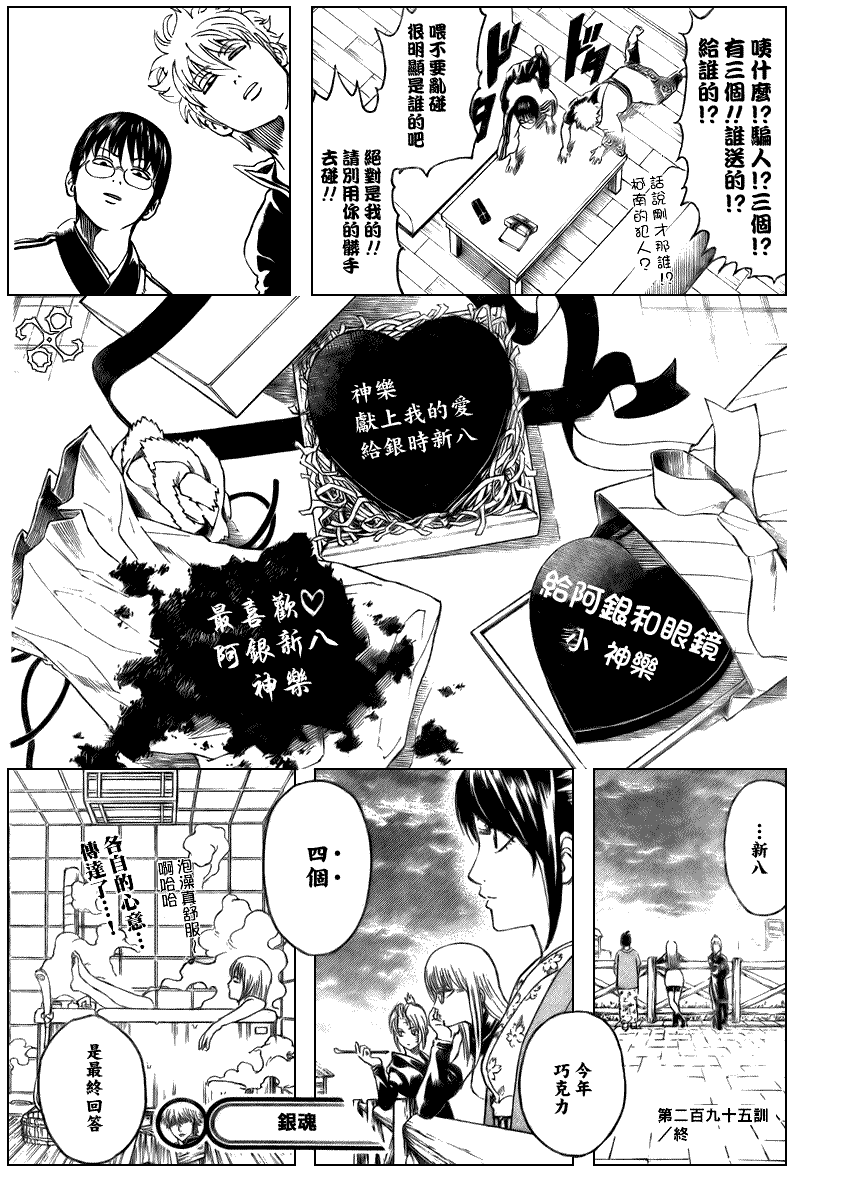 咦什麼!?騙人!?三個!?
有三個!!誰送的!?
給誰的!?
話說剛才那誰!?
柯南的犯人?
喂不要亂碰
很明顯是誰的吧
絕對是我的!!
請別用你的髒手
去碰!!
神樂
獻上我的愛
給銀時新八
給阿銀和眼鏡
小 神樂
最喜歡♡
阿銀新八
神樂
…新八
第二百九十五訓
／終
四個
今年
巧克力
泡澡真舒服~
啊哈哈
各自的心意…
傳達了…!
是最終回答
銀魂